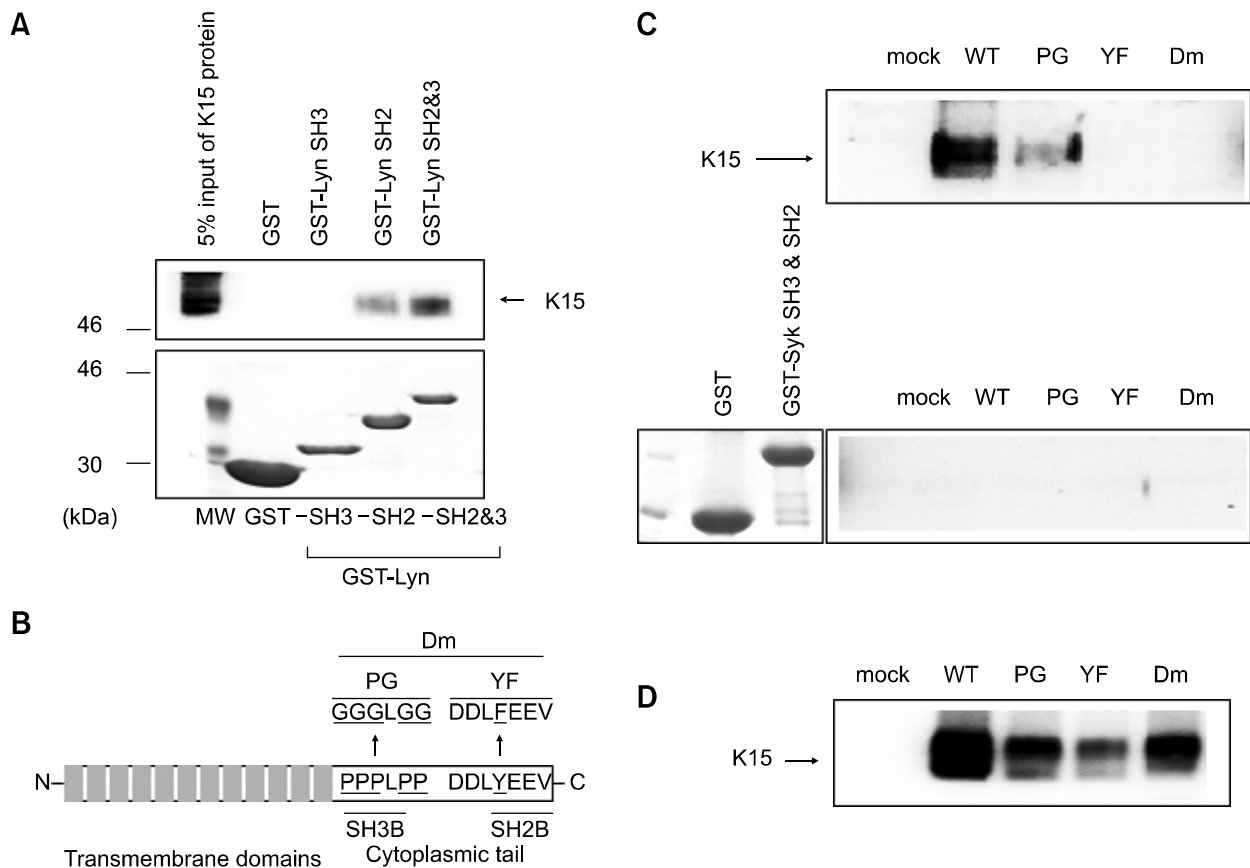 A
5% input of K15 protein
GST
GST-Lyn SH3
GST-Lyn SH2
GST-Lyn SH2&3
K15
46
46
30
(kDa)
MW GST –SH3 –SH2 –SH2&3
GST-Lyn
B
Dm
PG YF
GGGLGG DDLFEEV
N– PPPLPP DDLYEEV –C
SH3B SH2B
Transmembrane domains Cytoplasmic tail
C
mock WT PG YF Dm
K15
GST
GST-Syk SH3 & SH2
mock WT PG YF Dm
D
mock WT PG YF Dm
K15